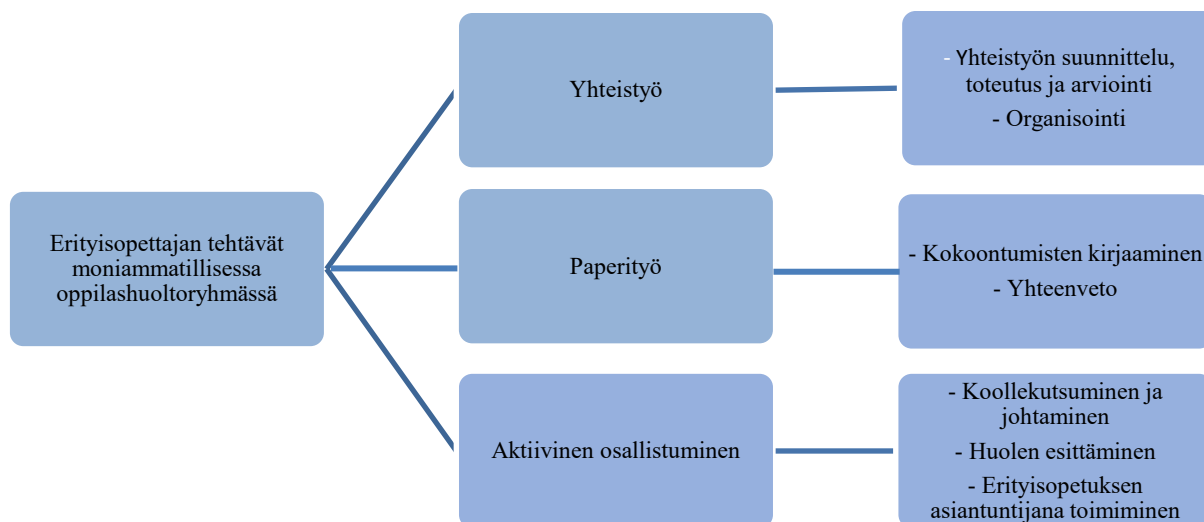 Erityisopettajan tehtävät
moniammatillisessa
oppilashuoltoryhmässä
Yhteistyö
- Yhteistyön suunnittelu,
toteutus ja arviointi
- Organisointi
Paperityö
- Kokoontumisten kirjaaminen
- Yhteenveto
Aktiivinen osallistuminen
- Koollekutsuminen ja
johtaminen
- Huolen esittäminen
- Erityisopetuksen
asiantuntijana toimiminen